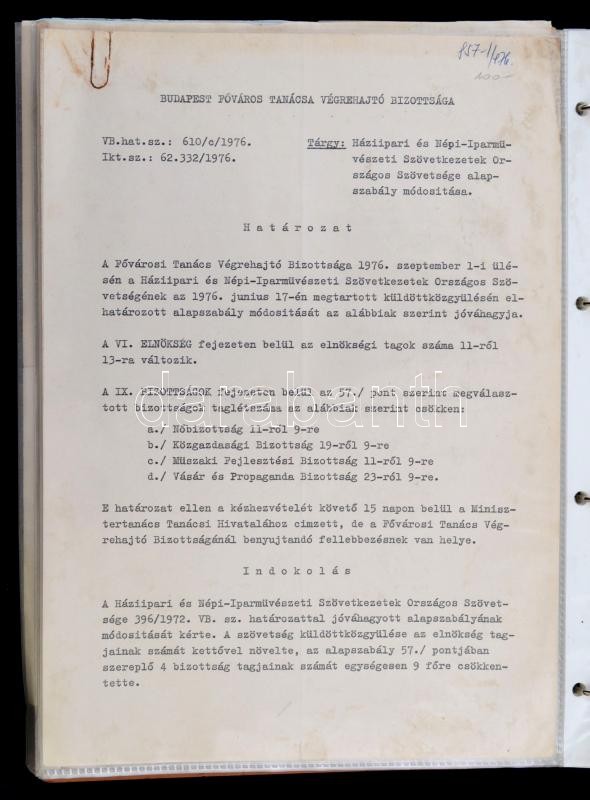 857-1/76.
100-
BUDAPEST FŐVÁROS TANÁCSA VÉGREHAJTÓ BIZOTTSÁGA
VB.hat.sz.: 610/c/1976.
Ikt.sz.: 62.332/1976.
Tárgy: Háziipari és Népi-Iparmü-
vészeti Szövetkezetek Or-
szágos Szövetsége alap-
szabály módositása.
H a t á r o z a t
A Fővárosi Tanács Végrehajtó Bizottsága 1976. szeptember 1-i ülé-
sén a Háziipari és Népi-Iparmüvészeti Szövetkezetek Országos Szö-
vetségének az 1976. junius 17-én megtartott küldöttközgyülésén el-
határozott alapszabály módositását az alábbiak szerint jóváhagyja.
A VI. ELNÖKSÉG fejezeten belül az elnökségi tagok száma 11-ről
13-ra változik.
A IX. BIZOTTSÁGOK fejezeten belül az 57./ pont szerint megválasz-
tott bizottságok taglétszáma az alábbiak szerint csökken:
a./ Nőbizottság 11-ről 9-re
b./ Közgazdasági Bizottság 19-ről 9-re
c./ Müszaki Fejlesztési Bizottság 11-ről 9-re
d./ Vásár és Propaganda Bizottság 23-ról 9-re.
darabanth
E határozat ellen a kézhezvételét követő 15 napon belül a Minisz-
tertanács Tanácsi Hivatalához cimzett, de a Fővárosi Tanács Vég-
rehajtó Bizottságánál benyujtandó fellebbezésnek van helye.
I n d o k o l á s
A Háziipari és Népi-Iparmüvészeti Szövetkezetek Országos Szövet-
sége 396/1972. VB. sz. határozattal jóváhagyott alapszabályának
módositását kérte. A szövetség küldöttközgyülése az elnökség tag-
jainak számát kettővel növelte, az alapszabály 57./ pontjában
szereplő 4 bizottság tagjainak számát egységesen 9 főre csökken-
tette.